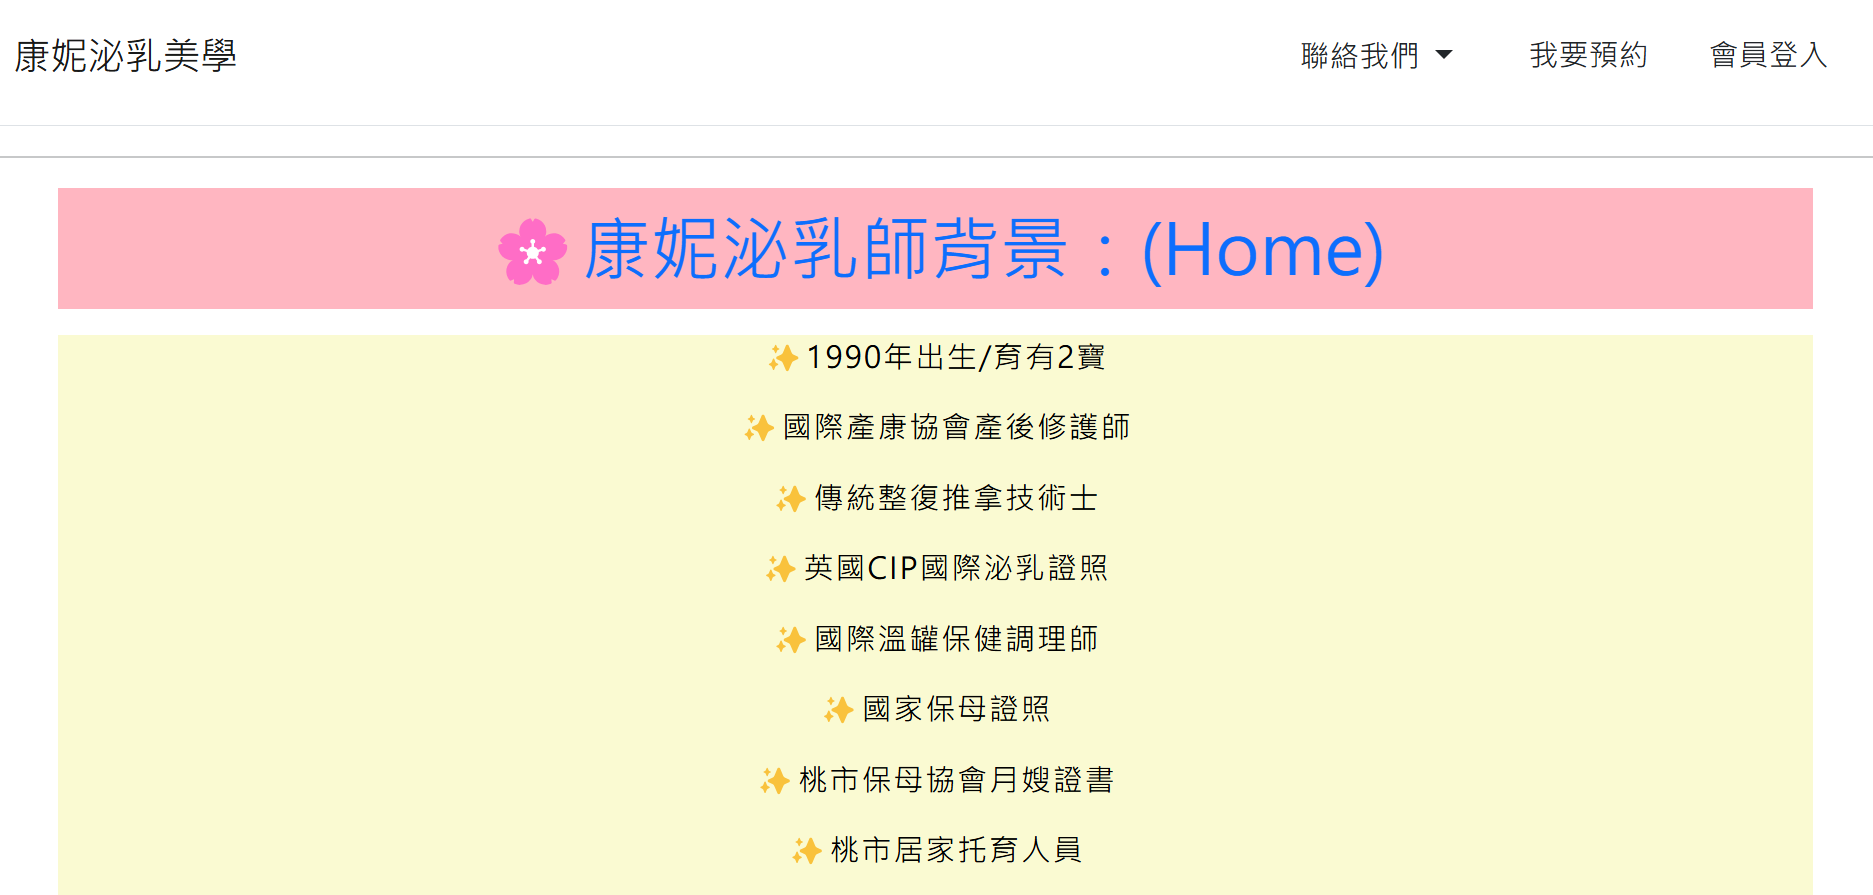 康妮泌乳美學
聯絡我們
我要預約
會員登入
🌸康妮泌乳師背景：(Home)
✨1990年出生/育有2寶
✨國際產康協會產後修護師
✨傳統整復推拿技術士
✨英國CIP國際泌乳證照
✨國際溫罐保健調理師
✨國家保母證照
✨桃市保母協會月嫂證書
✨桃市居家托育人員